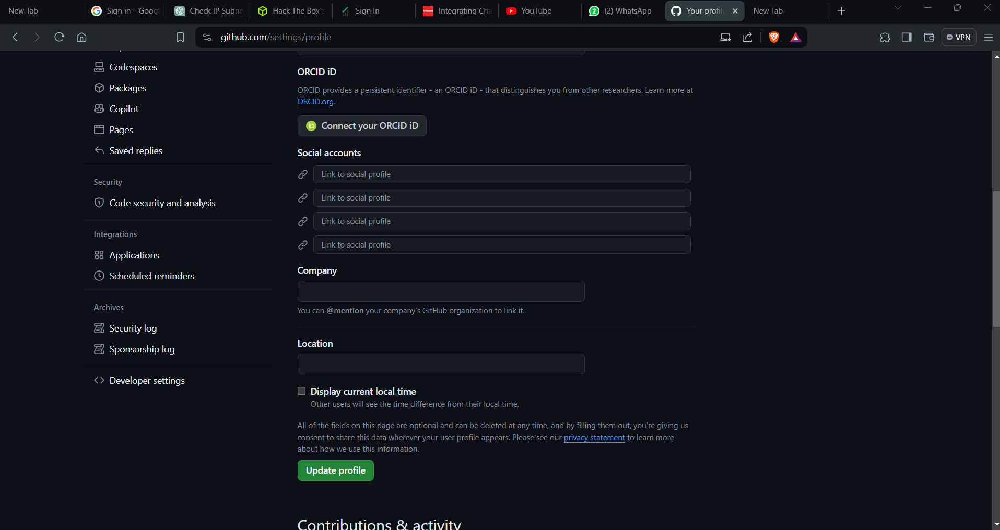 New Tab
Sign in – Googl
Check IP Subne
Hack The Box ::
Sign In
Integrating Cha
YouTube
(2) WhatsApp
Your profil
New Tab
github.com/settings/profile
VPN
Codespaces
Packages
Copilot
Pages
Saved replies
Security
Code security and analysis
Integrations
Applications
Scheduled reminders
Archives
Security log
Sponsorship log
Developer settings
ORCID iD
ORCID provides a persistent identifier - an ORCID iD - that distinguishes you from other researchers. Learn more at
ORCID.org.
iD Connect your ORCID iD
Social accounts
Link to social profile
Link to social profile
Link to social profile
Link to social profile
Company
You can @mention your company's GitHub organization to link it.
Location
Display current local time
Other users will see the time difference from their local time.
All of the fields on this page are optional and can be deleted at any time, and by filling them out, you're giving us
consent to share this data wherever your user profile appears. Please see our privacy statement to learn more
about how we use this information.
Update profile
Contributions & activity